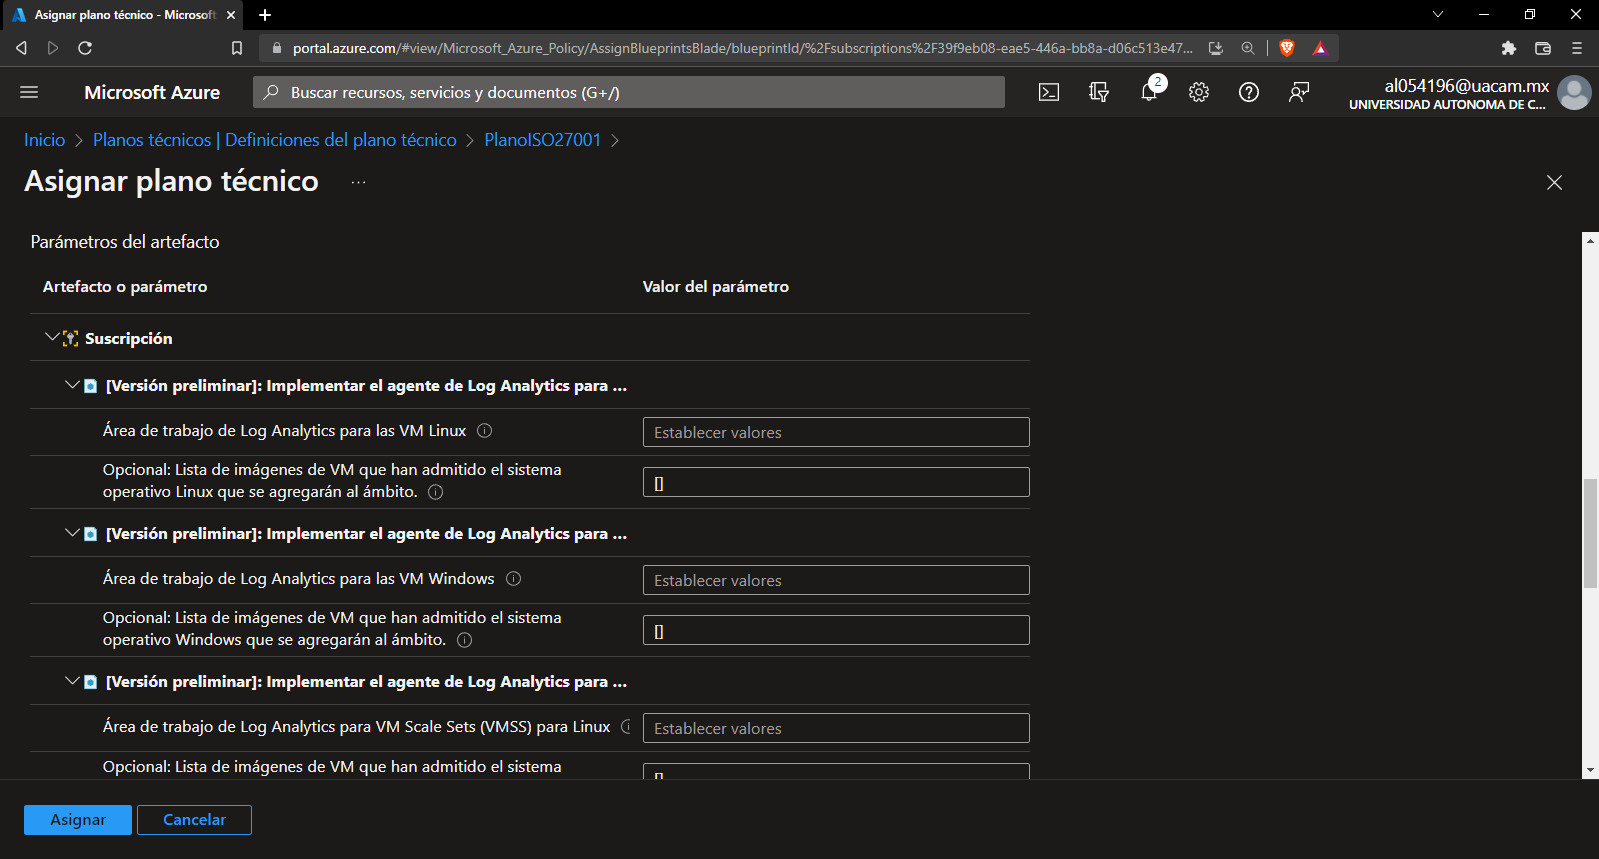 Asignar plano técnico - Microsof
portal.azure.com/#view/Microsoft_Azure_Policy/AssignBlueprintsBlade/blueprintId/%2Fsubscriptions%2F39f9eb08-eae5-446a-bb8a-d06c513e47...
Microsoft Azure
Buscar recursos, servicios y documentos (G+/)
2
al054196@uacam.mx
UNIVERSIDAD AUTONOMA DE C...
Inicio > Planos técnicos | Definiciones del plano técnico > PlanoISO27001 >
Asignar plano técnico ...
Parámetros del artefacto
Artefacto o parámetro Valor del parámetro
Suscripción
[Versión preliminar]: Implementar el agente de Log Analytics para ...
Área de trabajo de Log Analytics para las VM Linux Establecer valores
Opcional: Lista de imágenes de VM que han admitido el sistema
operativo Linux que se agregarán al ámbito. []
[Versión preliminar]: Implementar el agente de Log Analytics para ...
Área de trabajo de Log Analytics para las VM Windows Establecer valores
Opcional: Lista de imágenes de VM que han admitido el sistema
operativo Windows que se agregarán al ámbito. []
[Versión preliminar]: Implementar el agente de Log Analytics para ...
Área de trabajo de Log Analytics para VM Scale Sets (VMSS) para Linux Establecer valores
Opcional: Lista de imágenes de VM que han admitido el sistema
[]
Asignar Cancelar